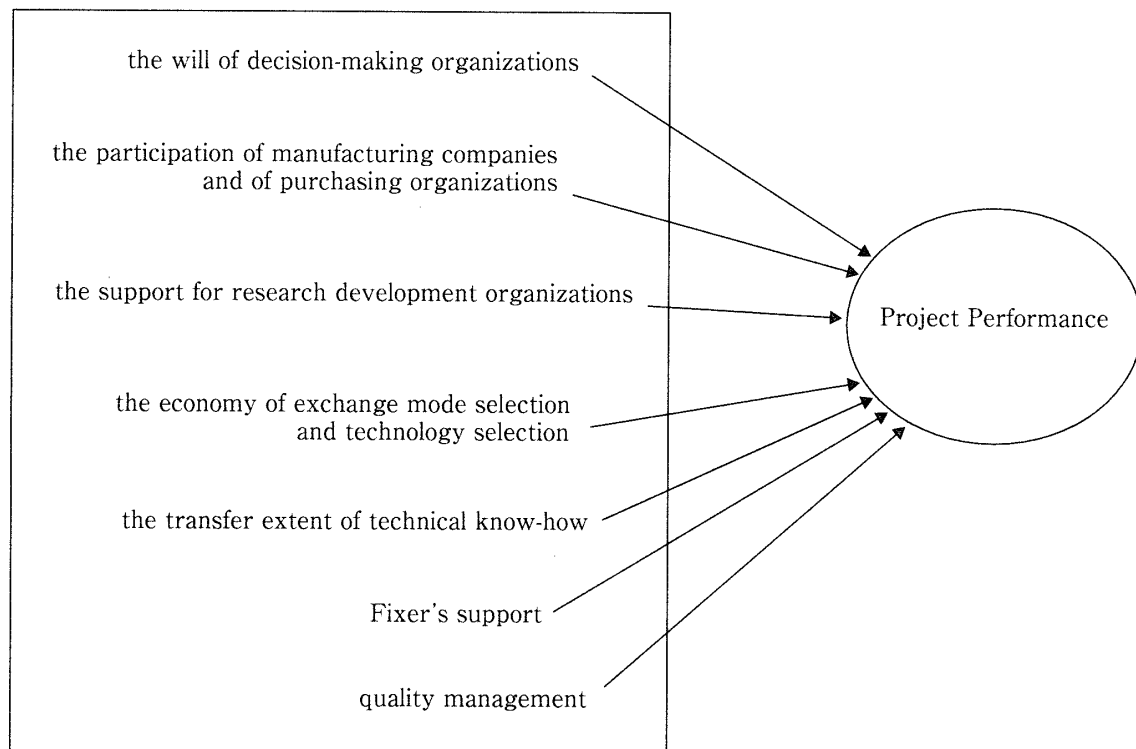 the will of decision-making organizations
the participation of manufacturing companies
and of purchasing organizations
the support for research development organizations
Project Performance
the economy of exchange mode selection
and technology selection
the transfer extent of technical know-how
Fixer's support
quality management